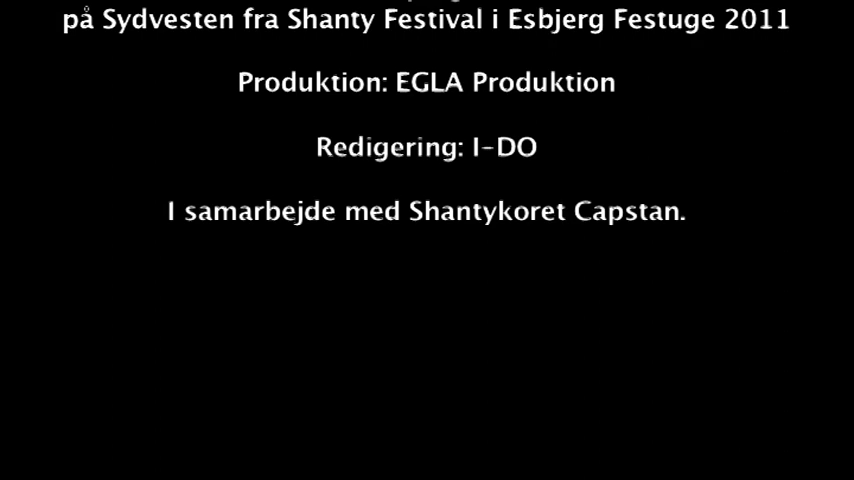 på Sydvesten fra Shanty Festival i Esbjerg Festuge 2011
Produktion: EGLA Produktion
Redigering: I-DO
I samarbejde med Shantykoret Capstan.